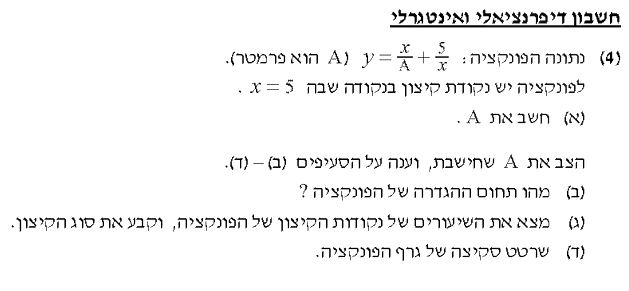 חשבון דיפרנציאלי ואינטגרלי
(4) נתונה הפונקציה: y = x/A + 5/x (A הוא פרמטר).
לפונקציה יש נקודת קיצון בנקודה שבה x = 5 .
(א) חשב את A .
הצב את A שחישבת, וענה על הסעיפים (ב) – (ד).
(ב) מהו תחום ההגדרה של הפונקציה ?
(ג) מצא את השיעורים של נקודות הקיצון של הפונקציה, וקבע את סוג הקיצון.
(ד) שרטט סקיצה של גרף הפונקציה.